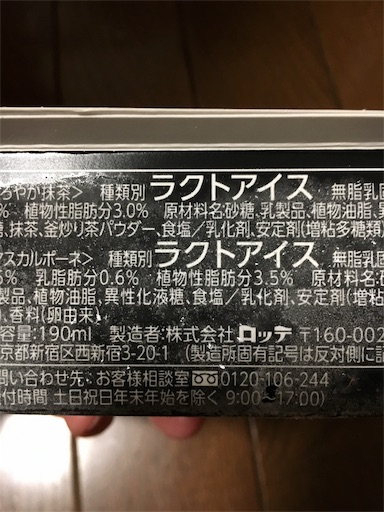 ろやか抹茶＞ 種類別 ラクトアイス 無脂乳固
% 植物性脂肪分3.0% 原材料名 砂糖、乳製品、植物油脂、
糖、抹茶、釜炒り茶パウダー、食塩／乳化剤、安定剤(増粘多糖類)
スカルポーネ＞ 種類別 ラクトアイス 無脂乳固
5% 乳脂肪分0.6% 植物性脂肪分3.5% 原材料名
製品、植物油脂、異性化液糖、食塩／乳化剤、安定剤(増
、香料(卵由来)
容量:190ml 製造者:株式会社 ロッテ 〒160-002
京都新宿区西新宿3-20-1 (製造所固有記号は反対側に記
問い合わせ先:お客様相談室 0120-106-244
付時間 土日祝日年末年始を除く 9:00~17:00)